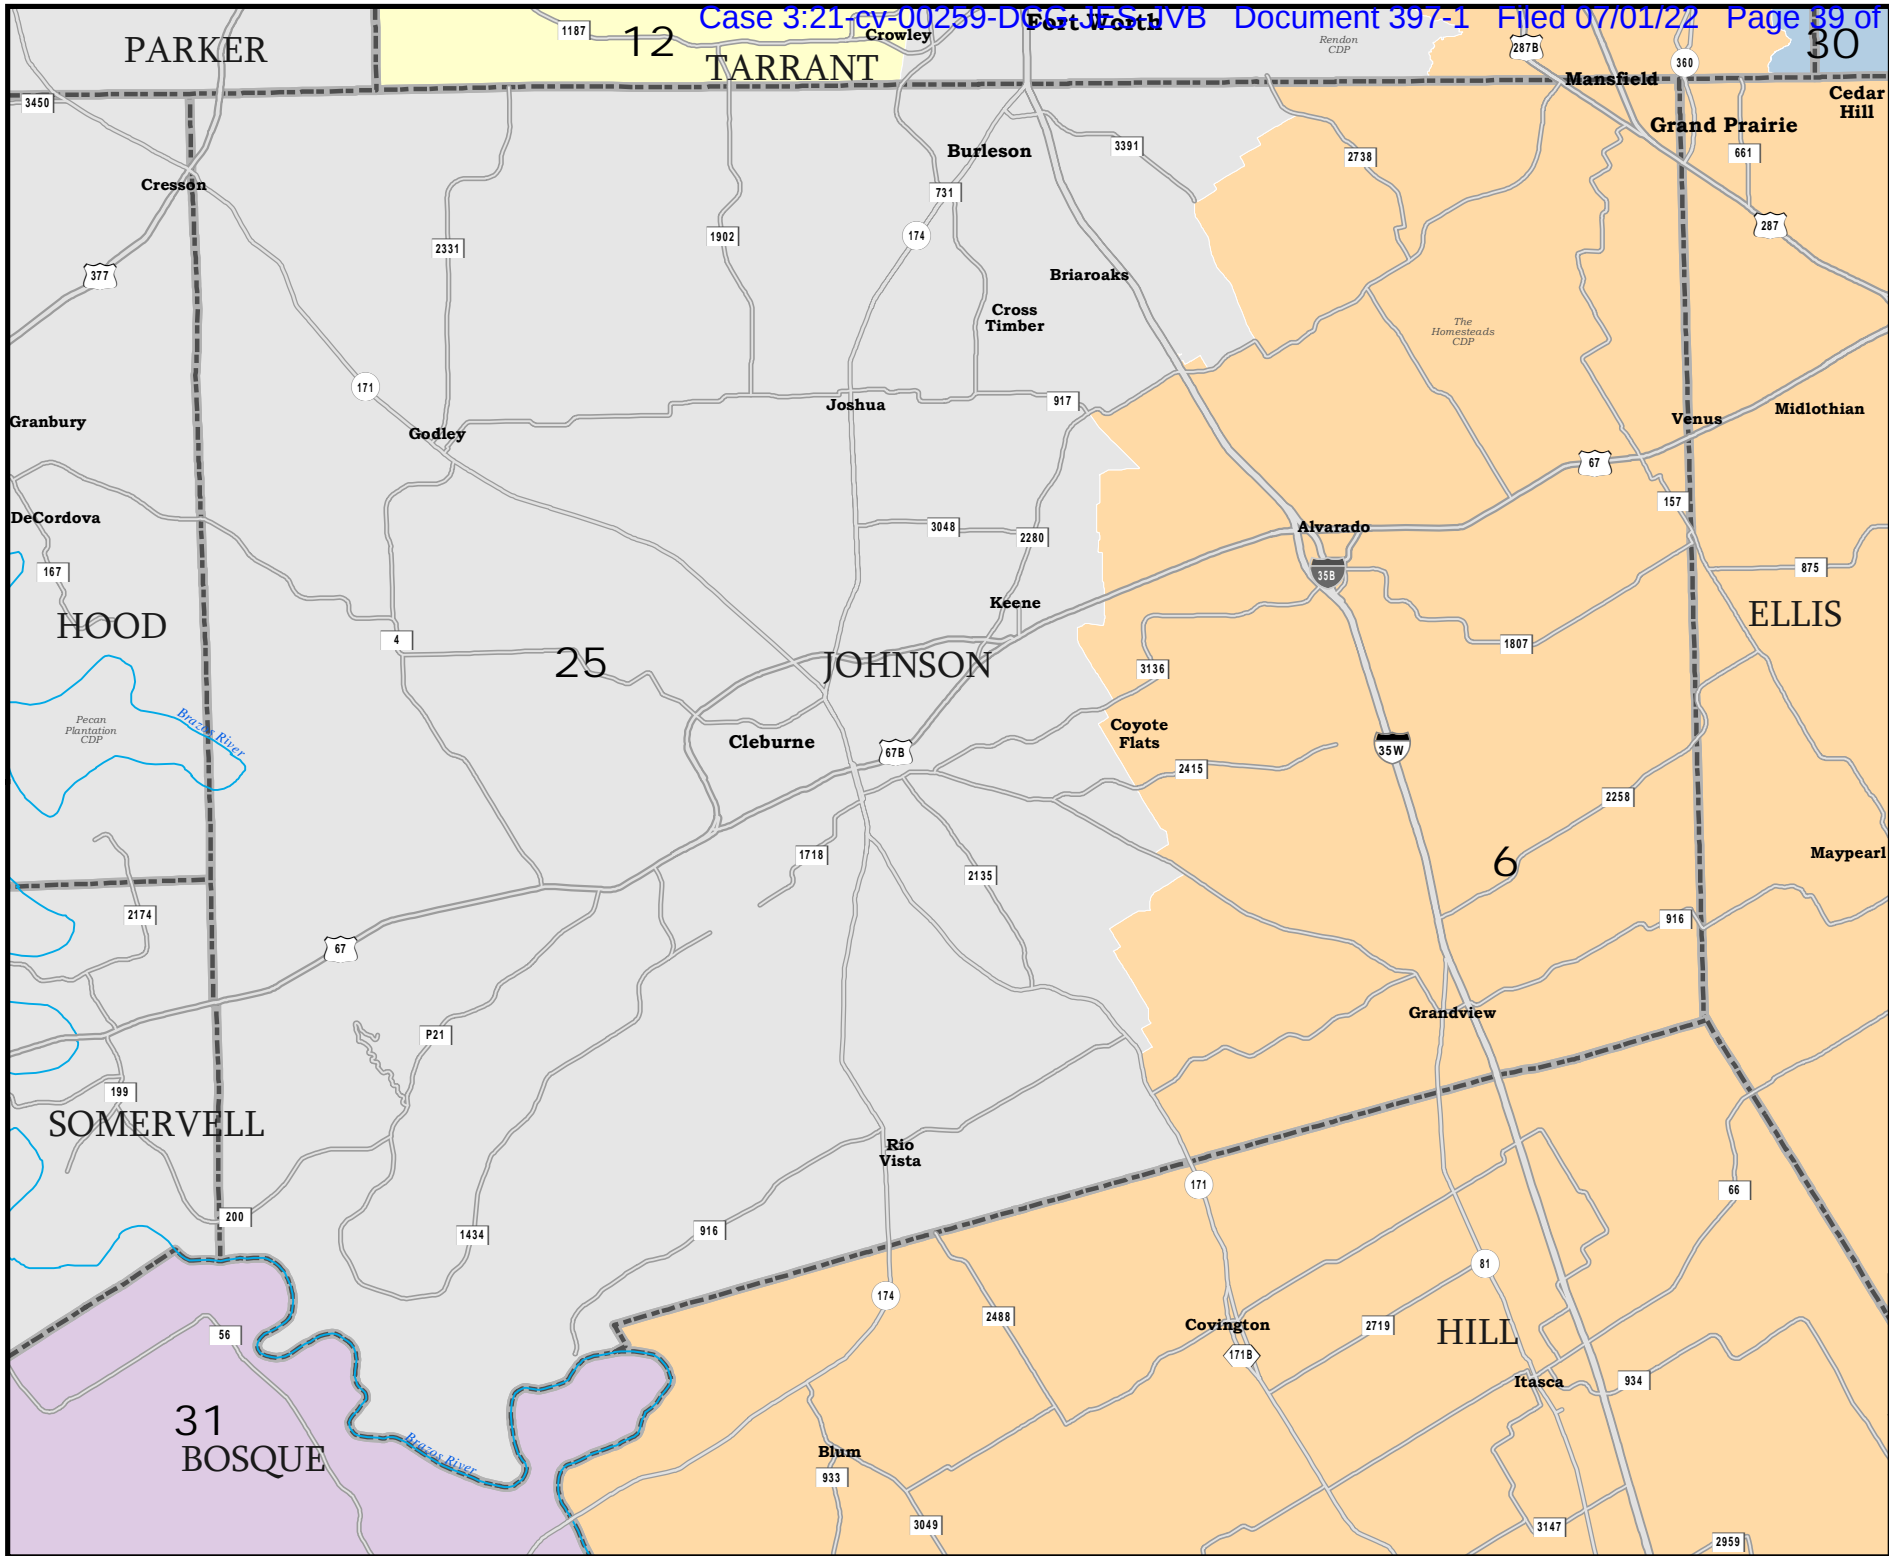 Case 3:21-cv-00259-DCG-JES-JVB Document 397-1 Filed 07/01/22 Page 39 of
Fort Worth
1187
12
Crowley
Rendon
CDP
287B
30
PARKER
TARRANT
360
Mansfield
3450
Cedar
Hill
Grand Prairie
3391
Burleson
2738
661
Cresson
731
287
2331
1902
174
377
Briaroaks
Cross
Timber
The
Homesteads
CDP
171
917
Joshua
Midlothian
Granbury
Venus
Godley
67
157
DeCordova
3048
Alvarado
2280
167
35B
875
Keene
HOOD
ELLIS
4
25
JOHNSON
1807
3136
Pecan
Plantation
CDP
Brazos River
Coyote
Flats
Cleburne
67B
35W
2415
2258
1718
6
Maypearl
2135
2174
916
67
Grandview
P21
199
SOMERVELL
Rio
Vista
171
66
200
1434
916
81
174
56
2488
Covington
2719
HILL
171B
934
Itasca
31
BOSQUE
Brazos River
Blum
933
3049
3147
2959